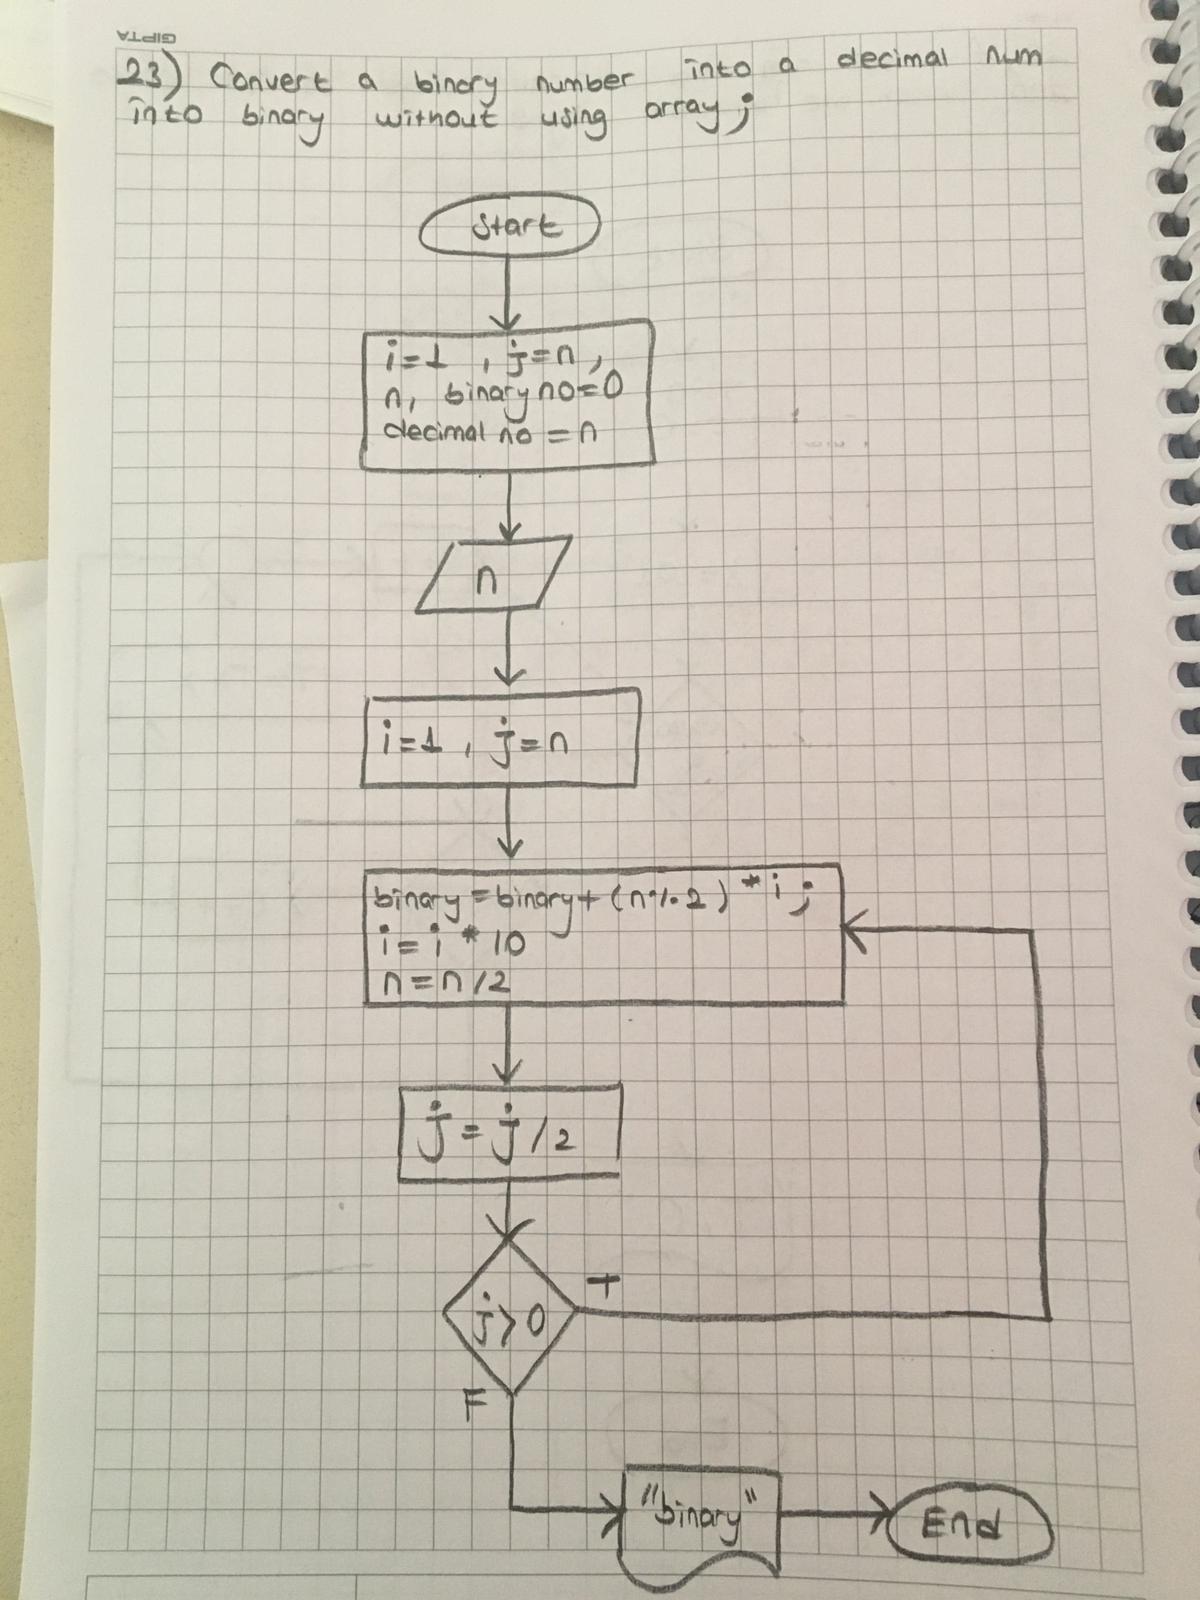 GIPTA
23) Convert a binary number into a decimal num
into binary without using array;
Start
i=1 , j=n,
n, binary no=0
decimal no = n
n
i=1 , j=n
binary=binary+(n%2)*i;
i=i * 10
n=n/2
j=j/2
j>0
T
F
"binary"
End